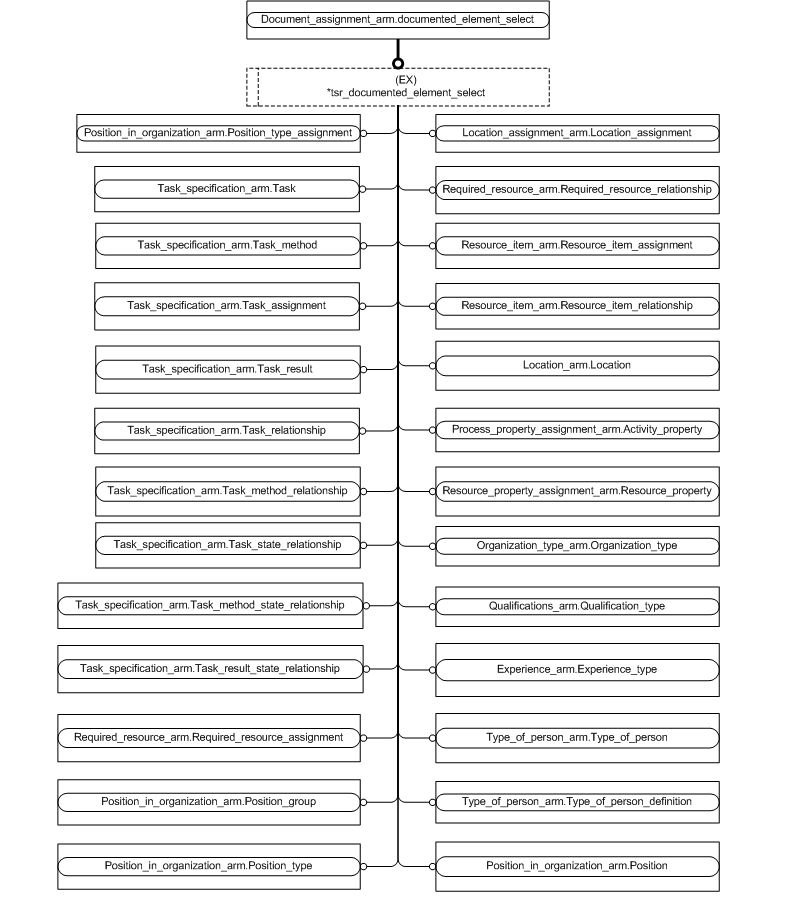 Document_assignment_arm.documented_element_select
(EX)
*tsr_documented_element_select
Position_in_organization_arm.Position_type_assignment
Location_assignment_arm.Location_assignment
Task_specification_arm.Task
Required_resource_arm.Required_resource_relationship
Task_specification_arm.Task_method
Resource_item_arm.Resource_item_assignment
Task_specification_arm.Task_assignment
Resource_item_arm.Resource_item_relationship
Task_specification_arm.Task_result
Location_arm.Location
Task_specification_arm.Task_relationship
Process_property_assignment_arm.Activity_property
Task_specification_arm.Task_method_relationship
Resource_property_assignment_arm.Resource_property
Task_specification_arm.Task_state_relationship
Organization_type_arm.Organization_type
Task_specification_arm.Task_method_state_relationship
Qualifications_arm.Qualification_type
Task_specification_arm.Task_result_state_relationship
Experience_arm.Experience_type
Required_resource_arm.Required_resource_assignment
Type_of_person_arm.Type_of_person
Position_in_organization_arm.Position_group
Type_of_person_arm.Type_of_person_definition
Position_in_organization_arm.Position_type
Position_in_organization_arm.Position